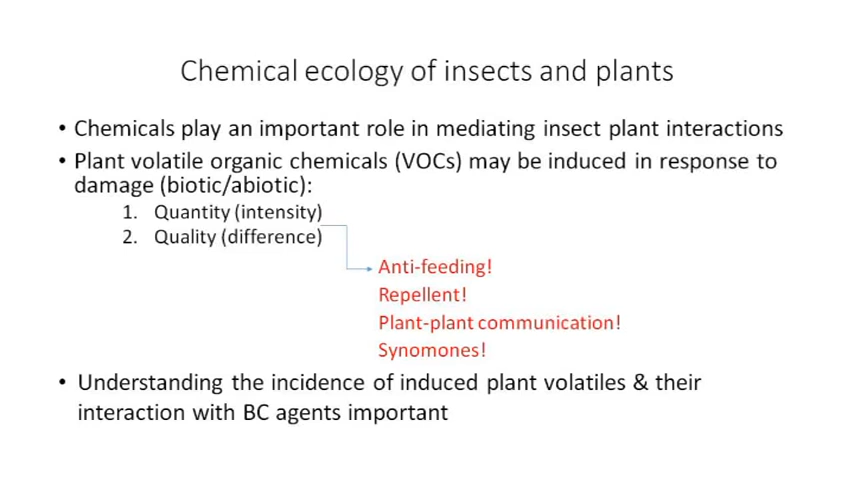 Chemical ecology of insects and plants
• Chemicals play an important role in mediating insect plant interactions
• Plant volatile organic chemicals (VOCs) may be induced in response to
damage (biotic/abiotic):
1. Quantity (intensity)
2. Quality (difference)
Anti-feeding!
Repellent!
Plant-plant communication!
Synomones!
• Understanding the incidence of induced plant volatiles & their
interaction with BC agents important